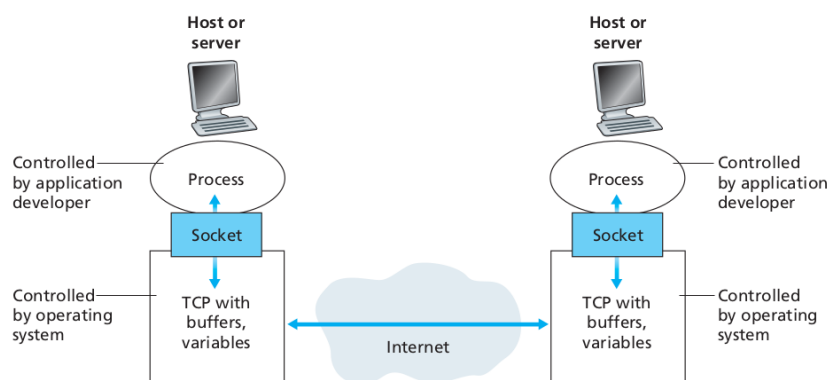 Host or
server
Host or
server
Controlled
by application
developer
Process
Process
Controlled
by application
developer
Socket
Socket
Controlled
by operating
system
TCP with
buffers,
variables
Internet
TCP with
buffers,
variables
Controlled
by operating
system